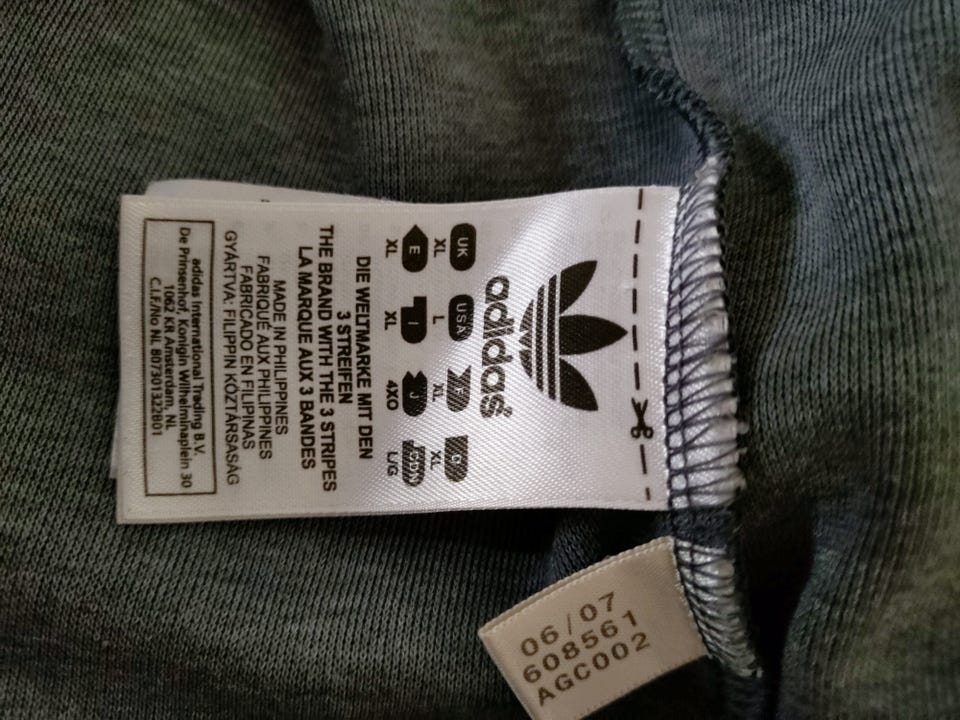 adidas
UK USA F D
XL L XL XL
E I J CDN
XL XL 4XO L/G
DIE WELTMARKE MIT DEN
3 STREIFEN
THE BRAND WITH THE 3 STRIPES
LA MARQUE AUX 3 BANDES
MADE IN PHILIPPINES
FABRIQUÉ AUX PHILIPPINES
FABRICADO EN FILIPINAS
GYÁRTVA: FILIPPIN KÖZTÁRSASÁG
adidas International Trading B.V.
De Prinsenhof, Konigin Wilhelminaplein 30
1062 KR Amsterdam, NL
C.I.F./No NL 807301322B01
06/07
608561
AGC002